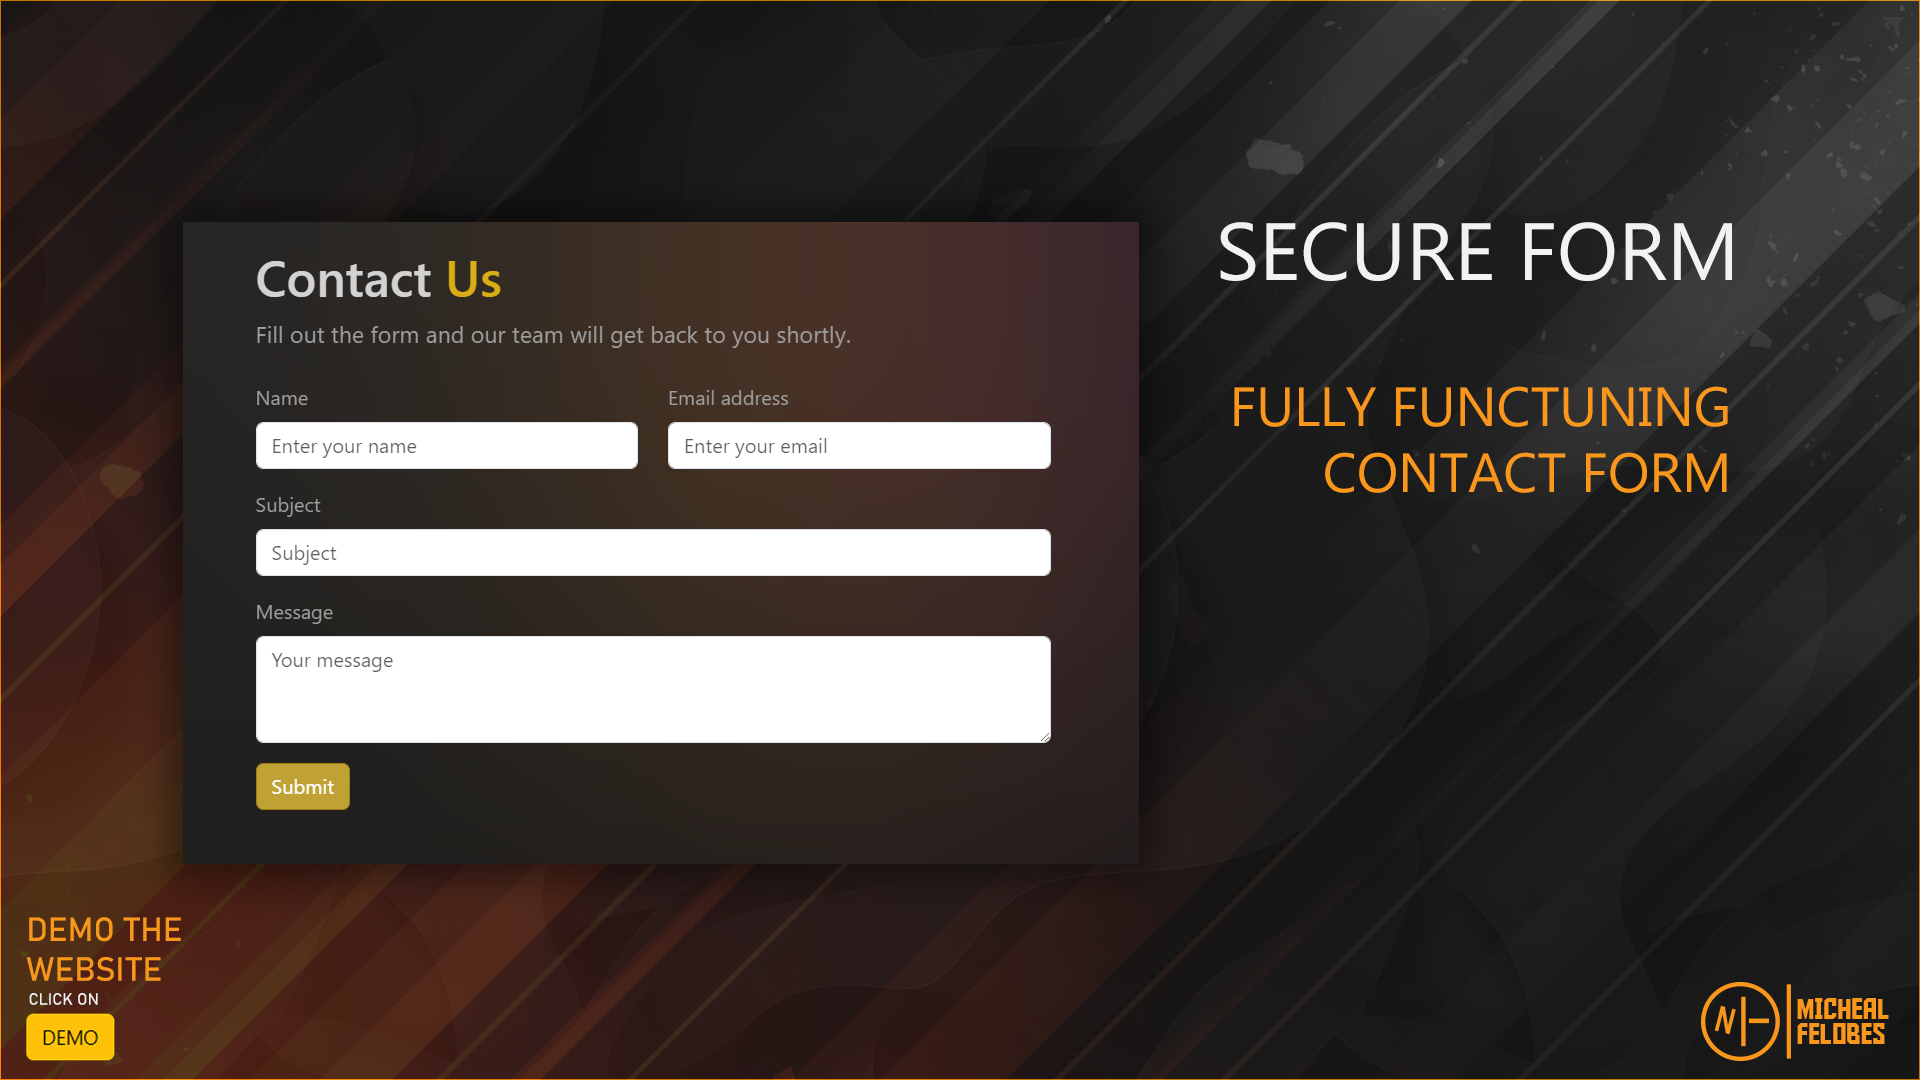 SECURE FORM
FULLY FUNCTUNING
CONTACT FORM
Contact Us
Fill out the form and our team will get back to you shortly.
Name
Enter your name
Email address
Enter your email
Subject
Subject
Message
Your message
Submit
DEMO THE
WEBSITE
CLICK ON
DEMO
MICHEAL
FELOBES